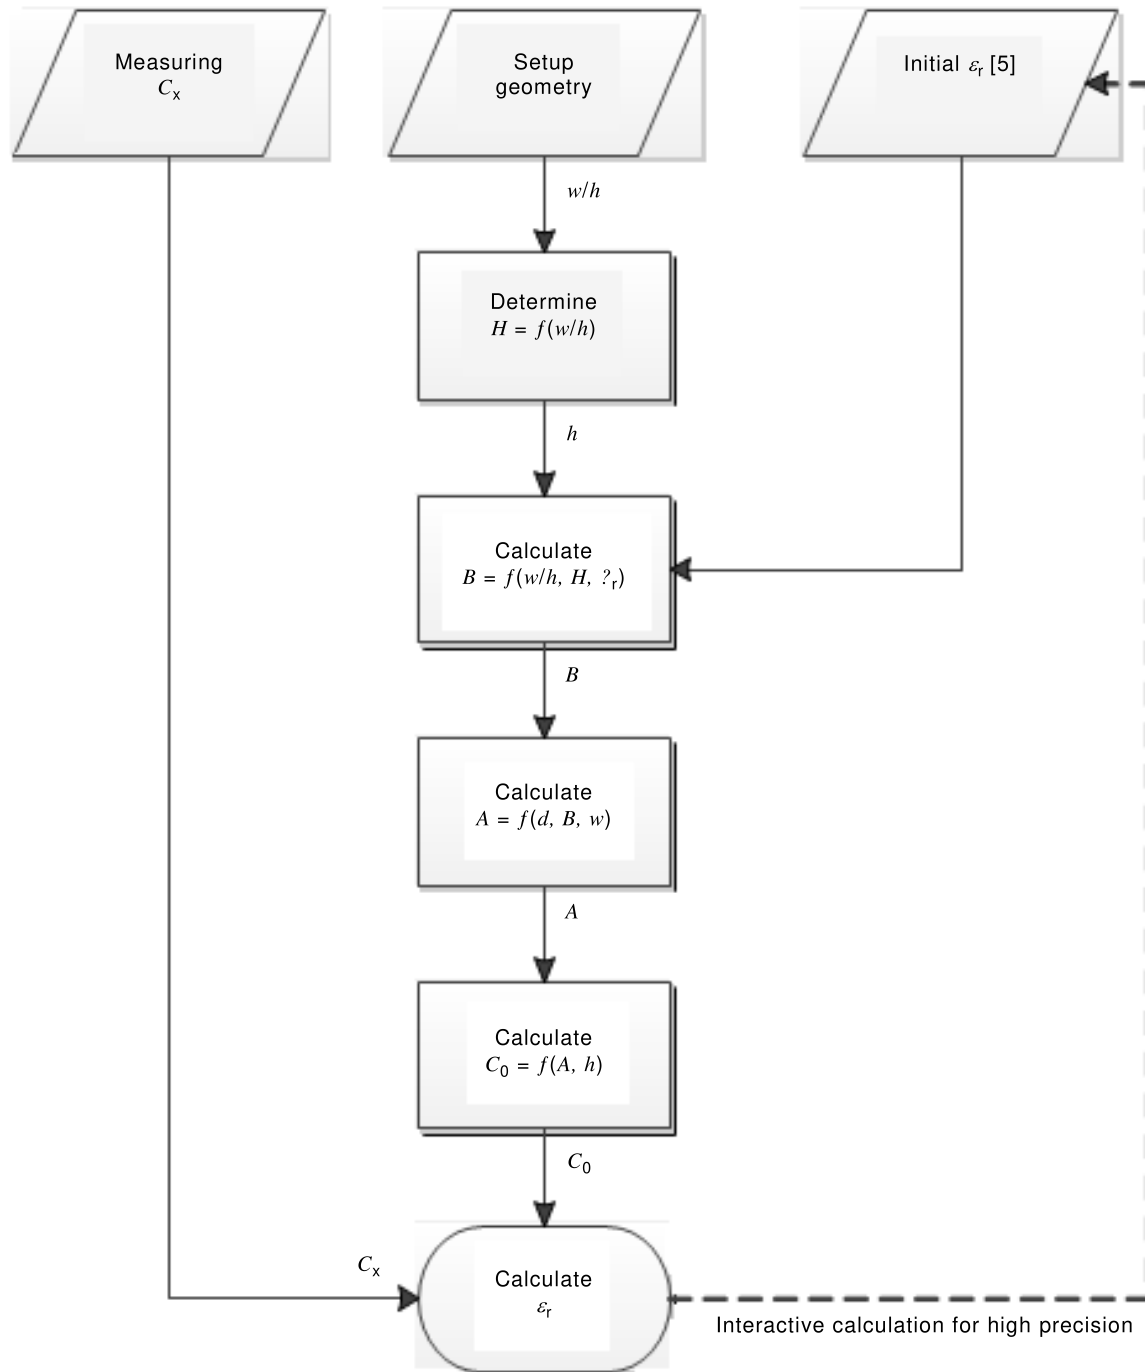 Measuring
Cx
Setup
geometry
Initial εr [5]
w/h
Determine
H = f(w/h)
h
Calculate
B = f(w/h, H, ?r)
B
Calculate
A = f(d, B, w)
A
Calculate
C0 = f(A, h)
C0
Cx
Calculate
εr
Interactive calculation for high precision